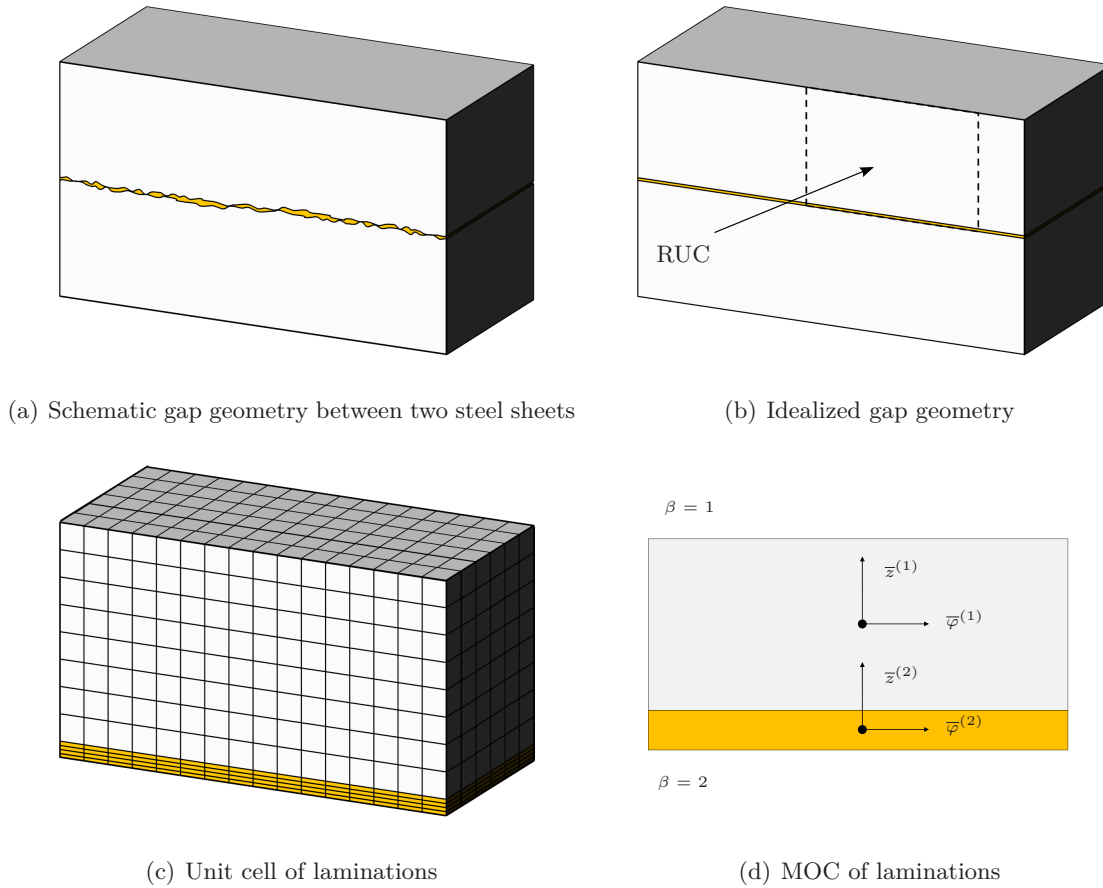 RUC
(a) Schematic gap geometry between two steel sheets
(b) Idealized gap geometry
β = 1
z̅⁽¹⁾
φ̅⁽¹⁾
z̅⁽²⁾
φ̅⁽²⁾
β = 2
(c) Unit cell of laminations
(d) MOC of laminations